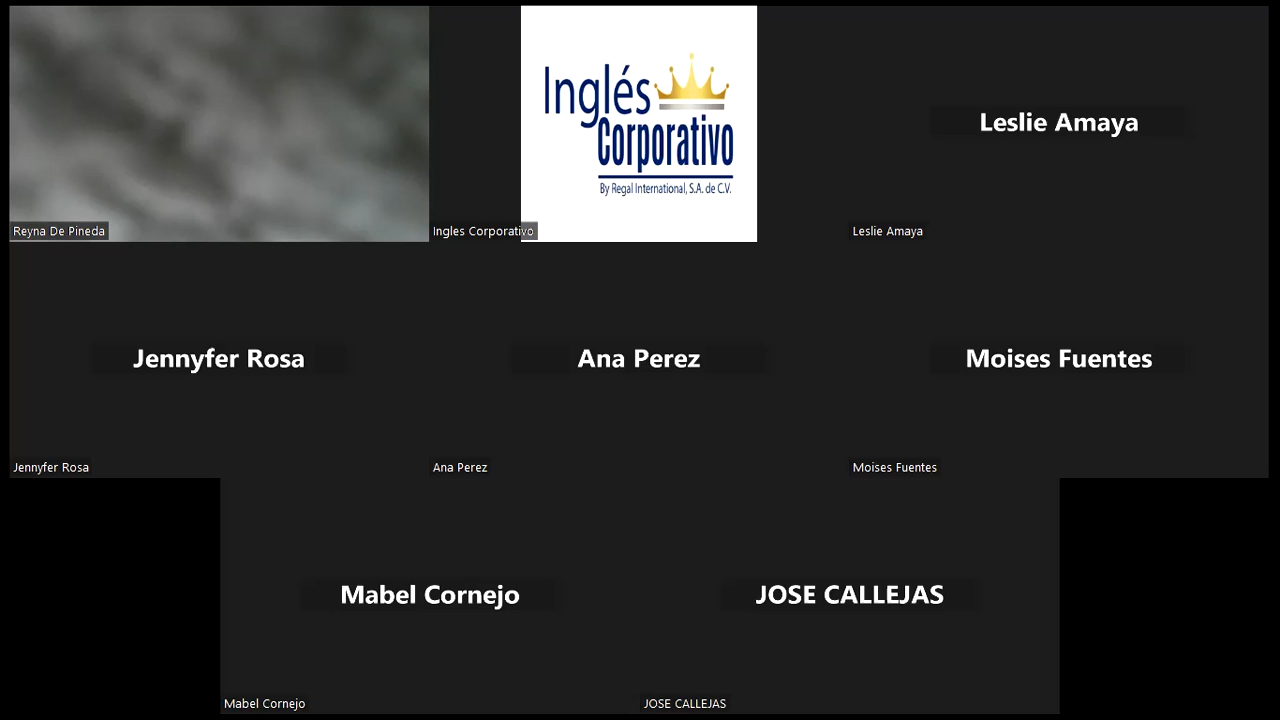 Inglés
Corporativo
By Regal International, S.A. de C.V.
Leslie Amaya
Reyna De Pineda
Ingles Corporativo
Leslie Amaya
Jennyfer Rosa
Ana Perez
Moises Fuentes
Jennyfer Rosa
Ana Perez
Moises Fuentes
Mabel Cornejo
JOSE CALLEJAS
Mabel Cornejo
JOSE CALLEJAS